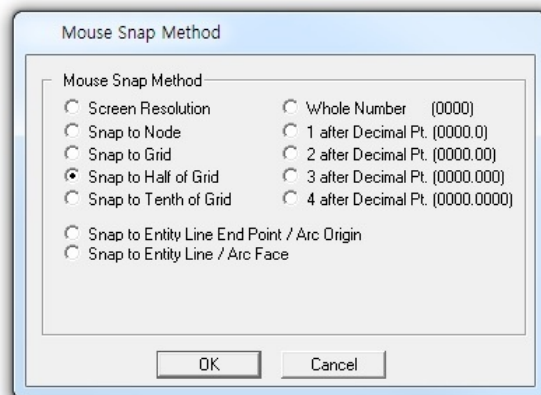 Mouse Snap Method
Mouse Snap Method
Screen Resolution
Snap to Node
Snap to Grid
Snap to Half of Grid
Snap to Tenth of Grid
Whole Number (0000)
1 after Decimal Pt. (0000.0)
2 after Decimal Pt. (0000.00)
3 after Decimal Pt. (0000.000)
4 after Decimal Pt. (0000.0000)
Snap to Entity Line End Point / Arc Origin
Snap to Entity Line / Arc Face
OK
Cancel